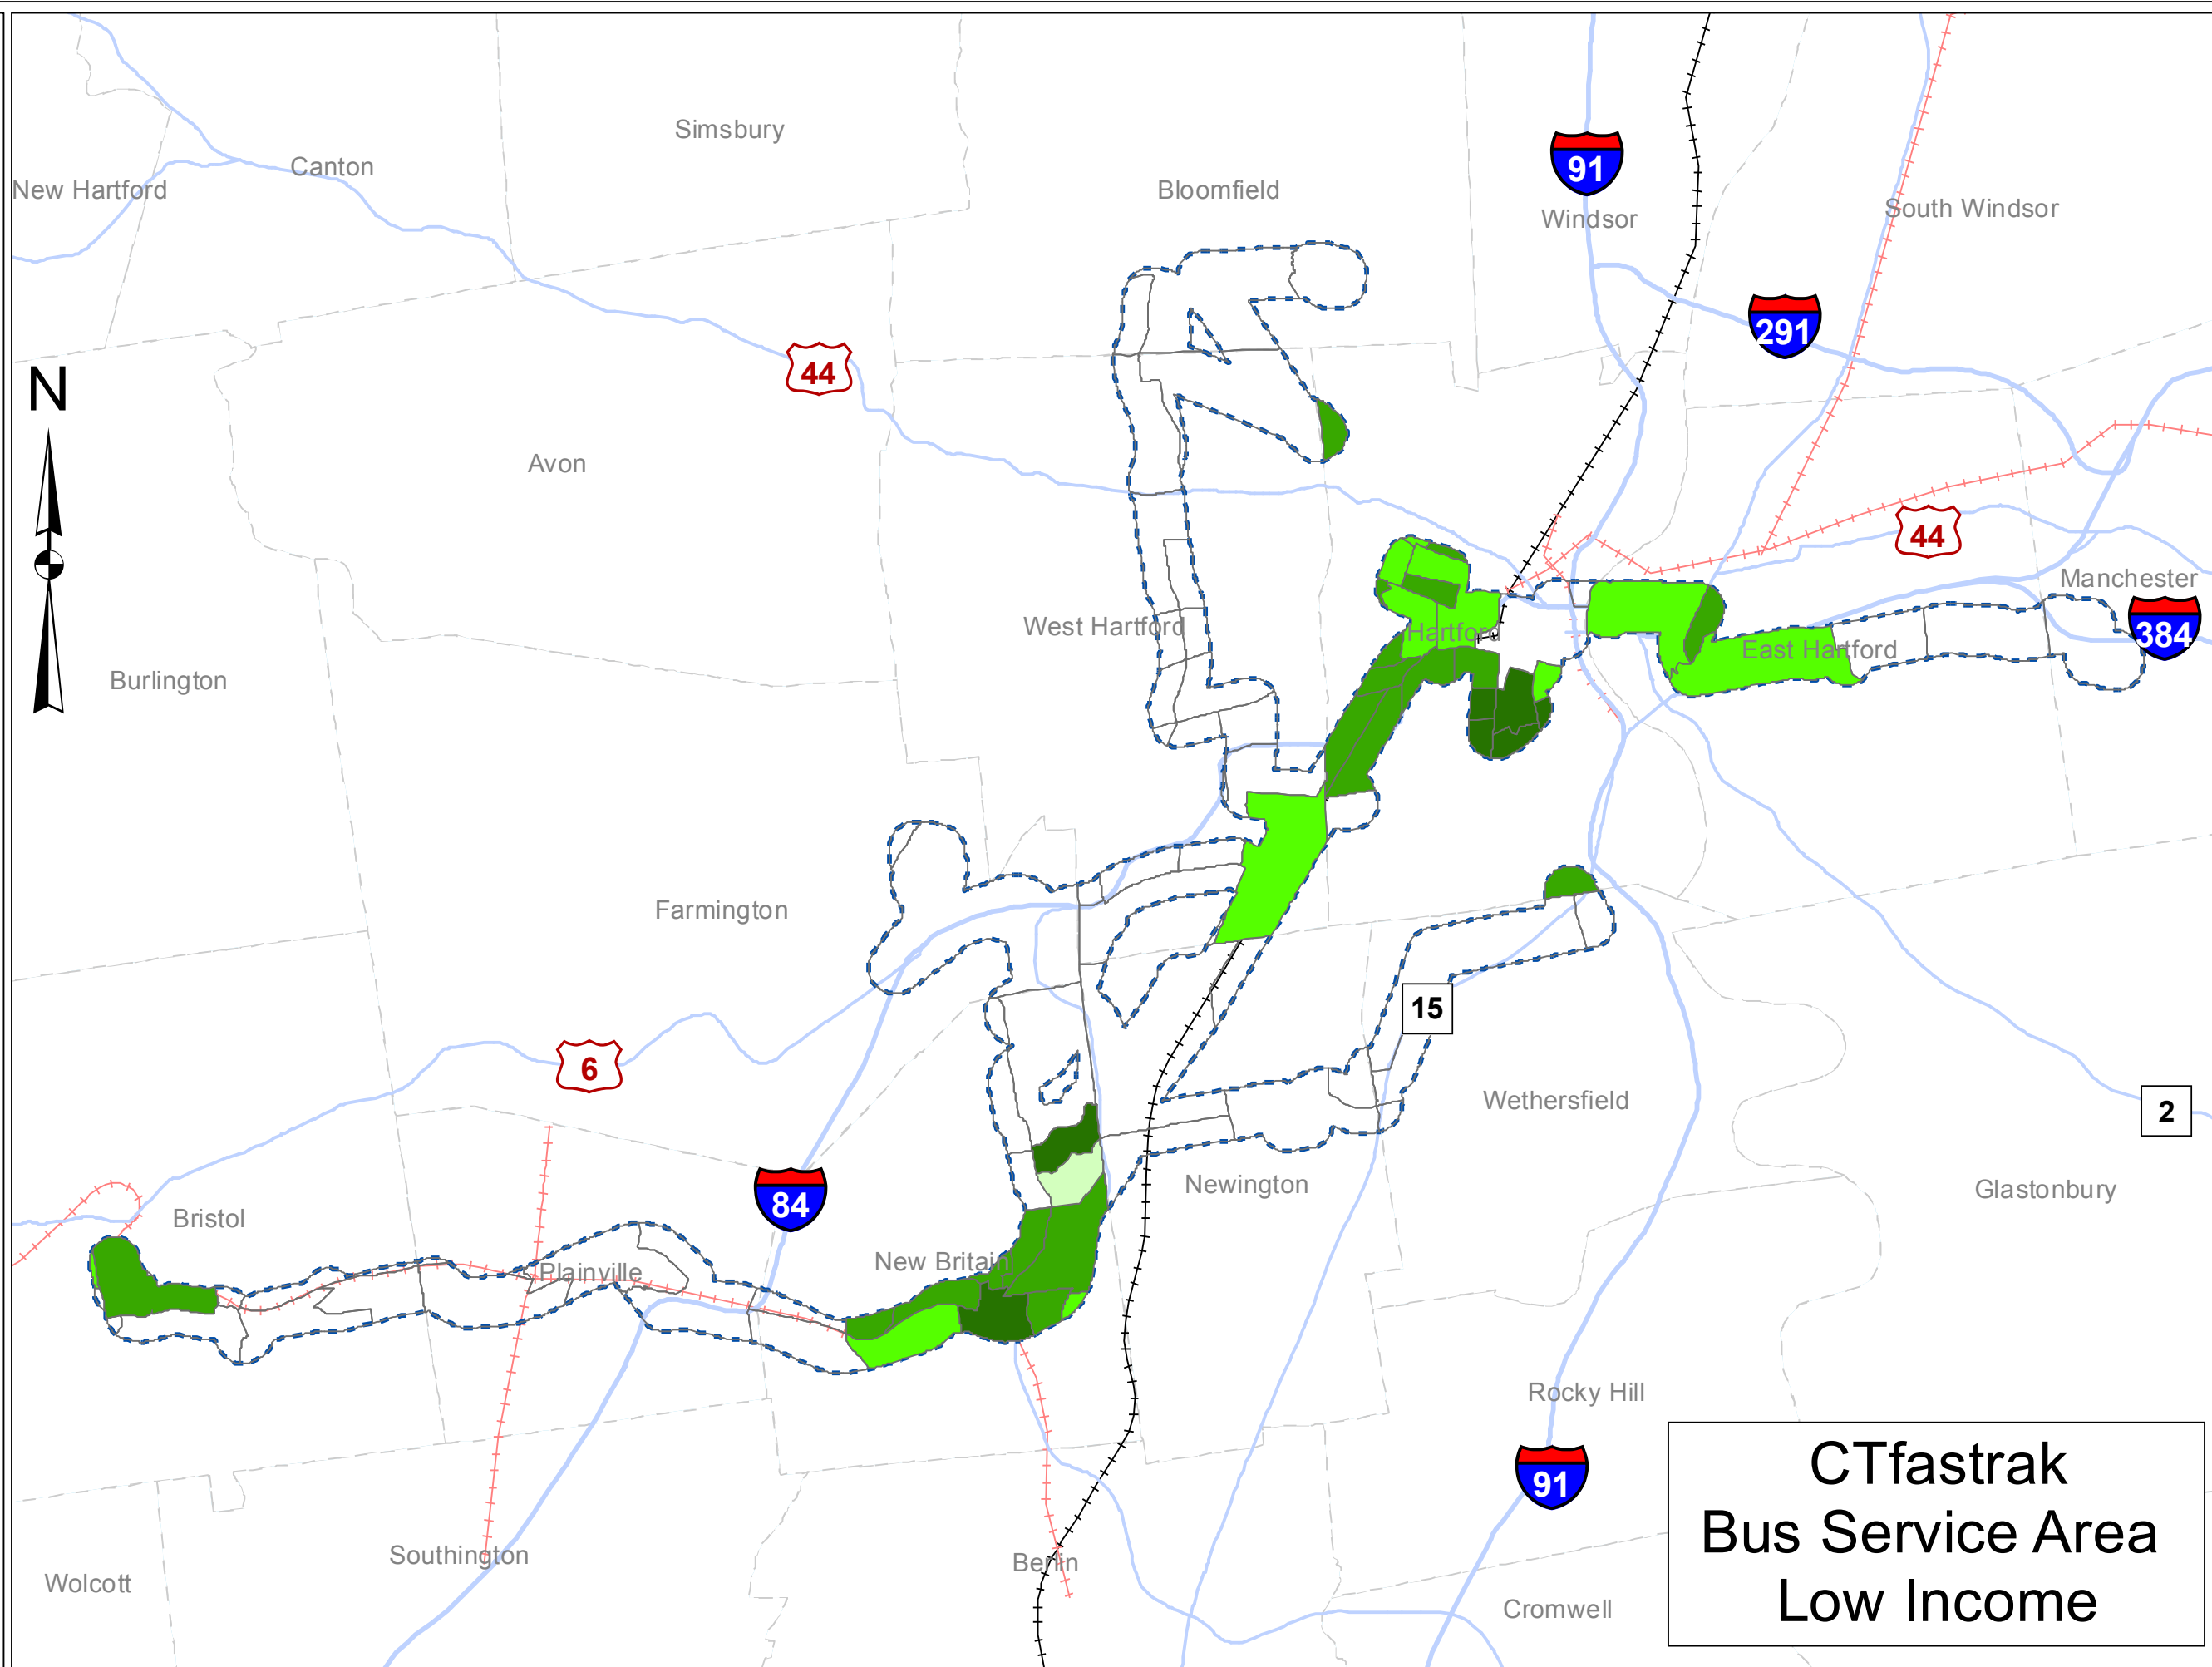 Simsbury
Canton
New Hartford
Bloomfield
91
Windsor
South Windsor
291
44
N
Avon
44
Manchester
West Hartford
Hartford
384
East Hartford
Burlington
Farmington
15
6
Wethersfield
2
84
Newington
Glastonbury
Bristol
New Britain
Plainville
Rocky Hill
91
CTfastrak
Bus Service Area
Low Income
Southington
Berlin
Wolcott
Cromwell